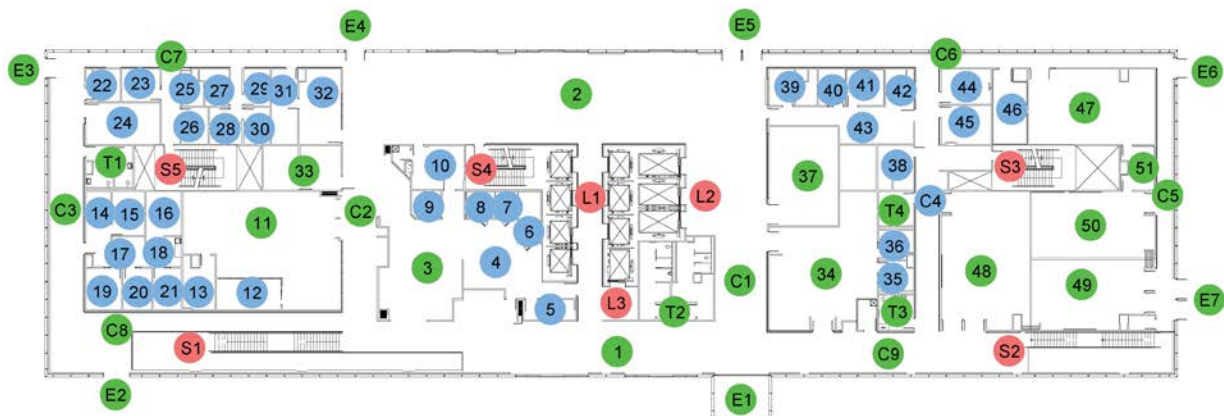 E4 E5
E3 C7 C6 E6
22 23 25 27 29 31 32 2 39 40 41 42 44 46 47
24 26 28 30 43 45
T1 S5 33 10 S4 L1 L2 37 38 S3 51
C3 14 15 16 11 C2 9 8 7 T4 C4 C5
17 18 6 36 50
19 20 21 13 12 3 4 5 L3 T2 C1 34 35 48 49 E7
C8 S1 1 T3 C9 S2
E2 E1